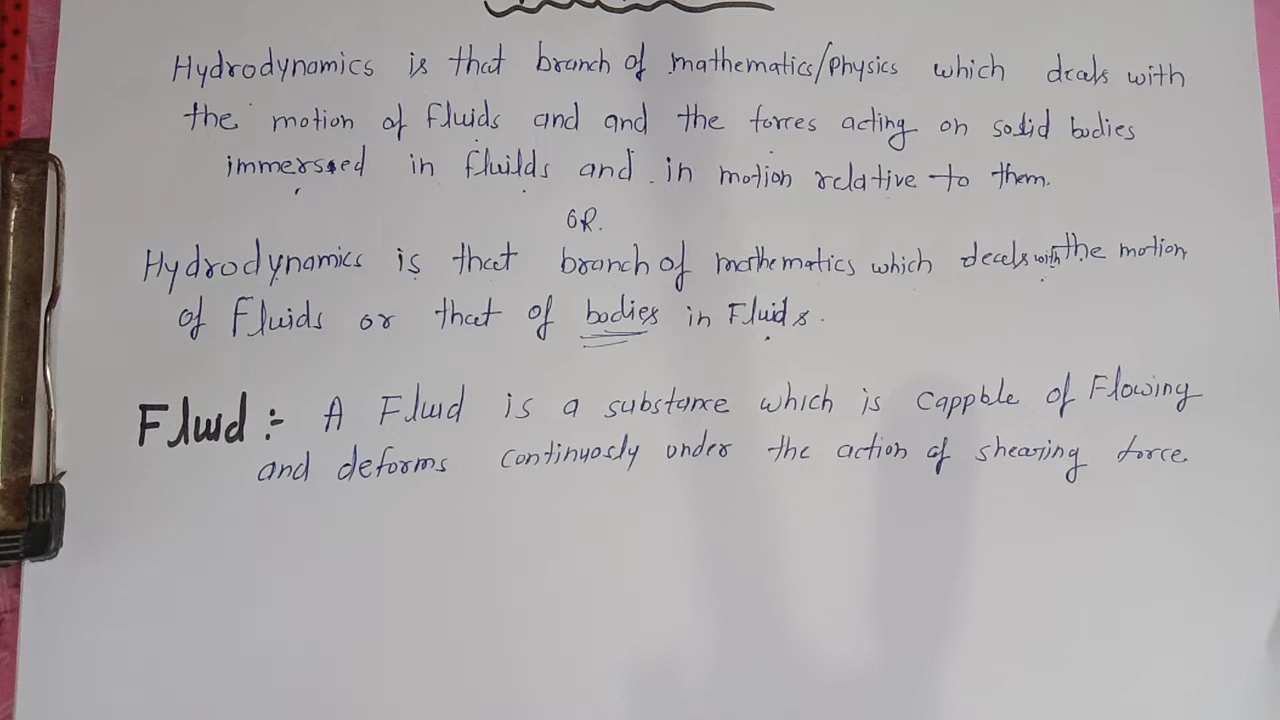 Hydrodynamics is that branch of mathematics/physics which deals with
the motion of fluids and and the forces acting on solid bodies
immersed in fluilds and in motion relative to them.
OR.
Hydrodynamics is that branch of mathematics which deals with the motion
of Fluids or that of bodies in Fluids.
Fluid :- A Fluid is a substance which is cappble of Flowing
and deforms continuosly under the action of shearing force.